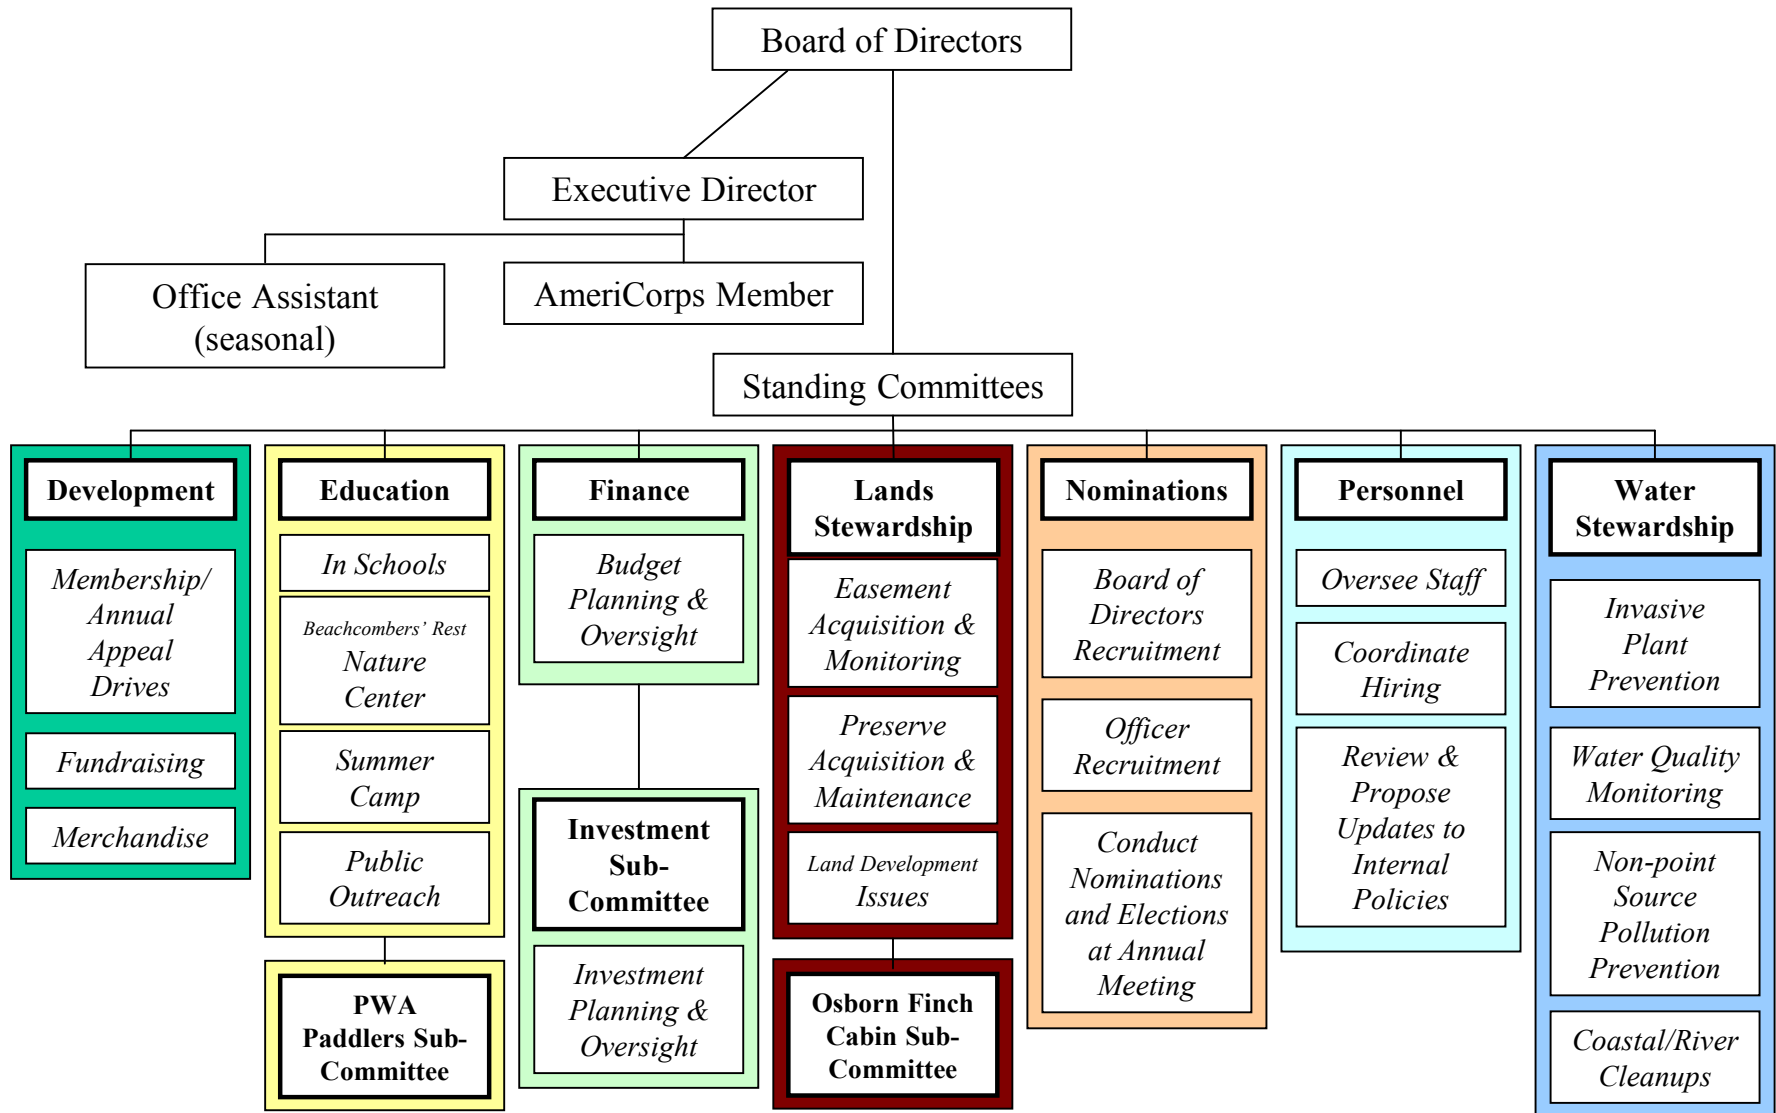 Board of Directors
Executive Director
Office Assistant
(seasonal)
AmeriCorps Member
Standing Committees
Development
Membership/
Annual
Appeal
Drives
Fundraising
Merchandise
Education
In Schools
Beachcombers’ Rest
Nature
Center
Summer
Camp
Public
Outreach
PWA
Paddlers Sub-
Committee
Finance
Budget
Planning &
Oversight
Investment
Sub-
Committee
Investment
Planning &
Oversight
Lands
Stewardship
Easement
Acquisition &
Monitoring
Preserve
Acquisition &
Maintenance
Land Development
Issues
Osborn Finch
Cabin Sub-
Committee
Nominations
Board of
Directors
Recruitment
Officer
Recruitment
Conduct
Nominations
and Elections
at Annual
Meeting
Personnel
Oversee Staff
Coordinate
Hiring
Review &
Propose
Updates to
Internal
Policies
Water
Stewardship
Invasive
Plant
Prevention
Water Quality
Monitoring
Non-point
Source
Pollution
Prevention
Coastal/River
Cleanups